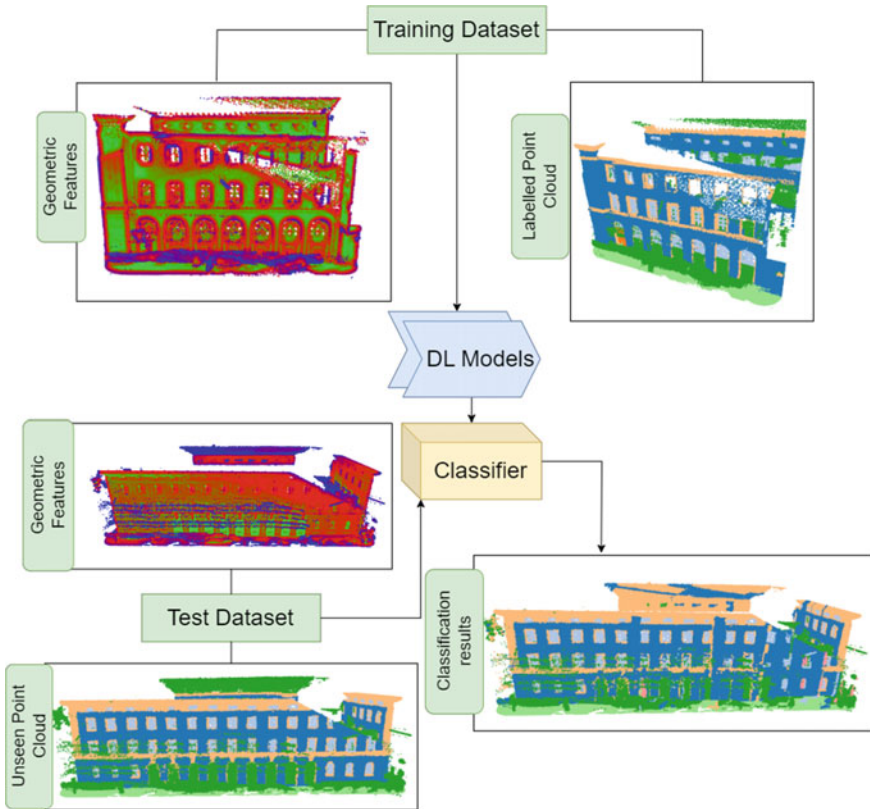 Training Dataset
Geometric
Features
Labelled Point
Cloud
DL Models
Geometric
Features
Classifier
Test Dataset
Classification
results
Unseen Point
Cloud